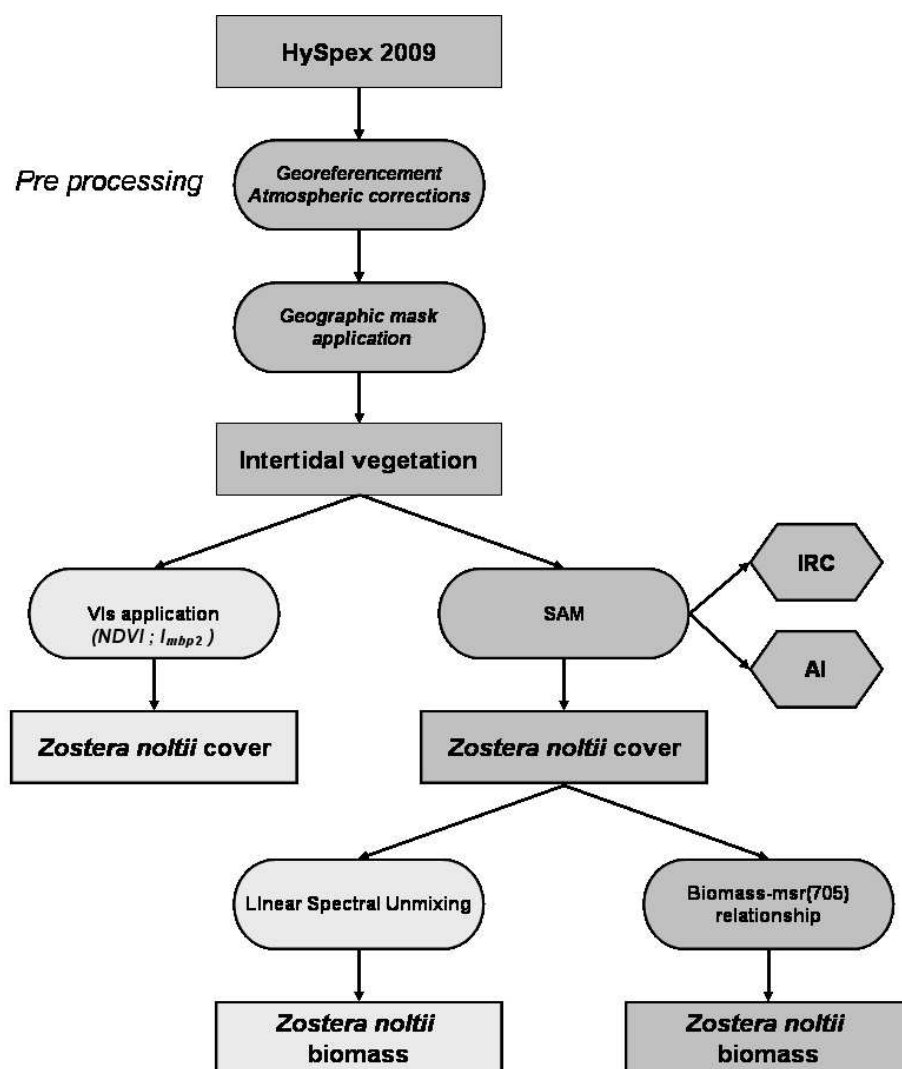 HySpex 2009
Pre processing
Georeferencement
Atmospheric corrections
Geographic mask
application
Intertidal vegetation
VIs application
(NDVI ; Imbp2 )
SAM
IRC
AI
Zostera noltii cover
Zostera noltii cover
Linear Spectral Unmixing
Biomass-msr(705)
relationship
Zostera noltii
biomass
Zostera noltii
biomass